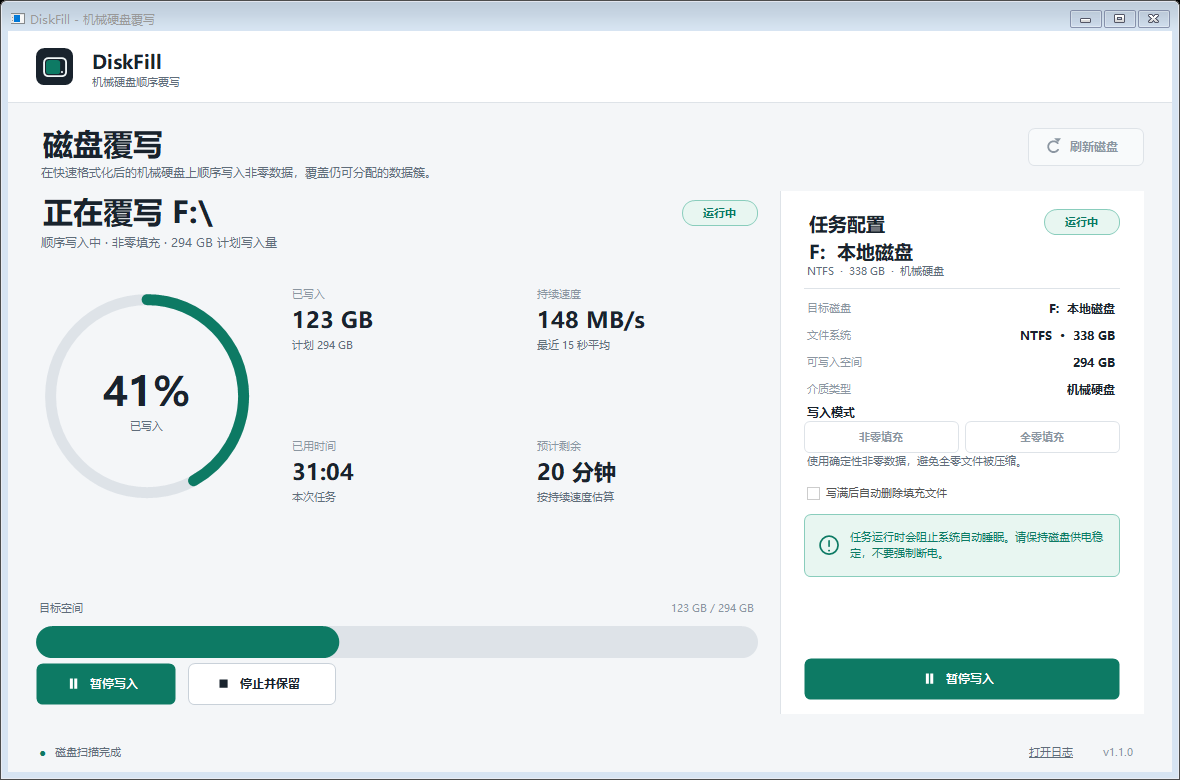 DiskFill - 机械硬盘覆写
DiskFill
机械硬盘顺序覆写
磁盘覆写
在快速格式化后的机械硬盘上顺序写入非零数据，覆盖仍可分配的数据簇。
刷新磁盘
正在覆写 F:\
运行中
顺序写入中 · 非零填充 · 294 GB 计划写入量
41%
已写入
已写入
123 GB
计划 294 GB
持续速度
148 MB/s
最近 15 秒平均
已用时间
31:04
本次任务
预计剩余
20 分钟
按持续速度估算
目标空间
123 GB / 294 GB
暂停写入
停止并保留
任务配置
运行中
F: 本地磁盘
NTFS · 338 GB · 机械硬盘
目标磁盘
F: 本地磁盘
文件系统
NTFS · 338 GB
可写入空间
294 GB
介质类型
机械硬盘
写入模式
非零填充
全零填充
使用确定性非零数据，避免全零文件被压缩。
写满后自动删除填充文件
任务运行时会阻止系统自动睡眠。请保持磁盘供电稳
定，不要强制断电。
暂停写入
磁盘扫描完成
打开日志
v1.1.0